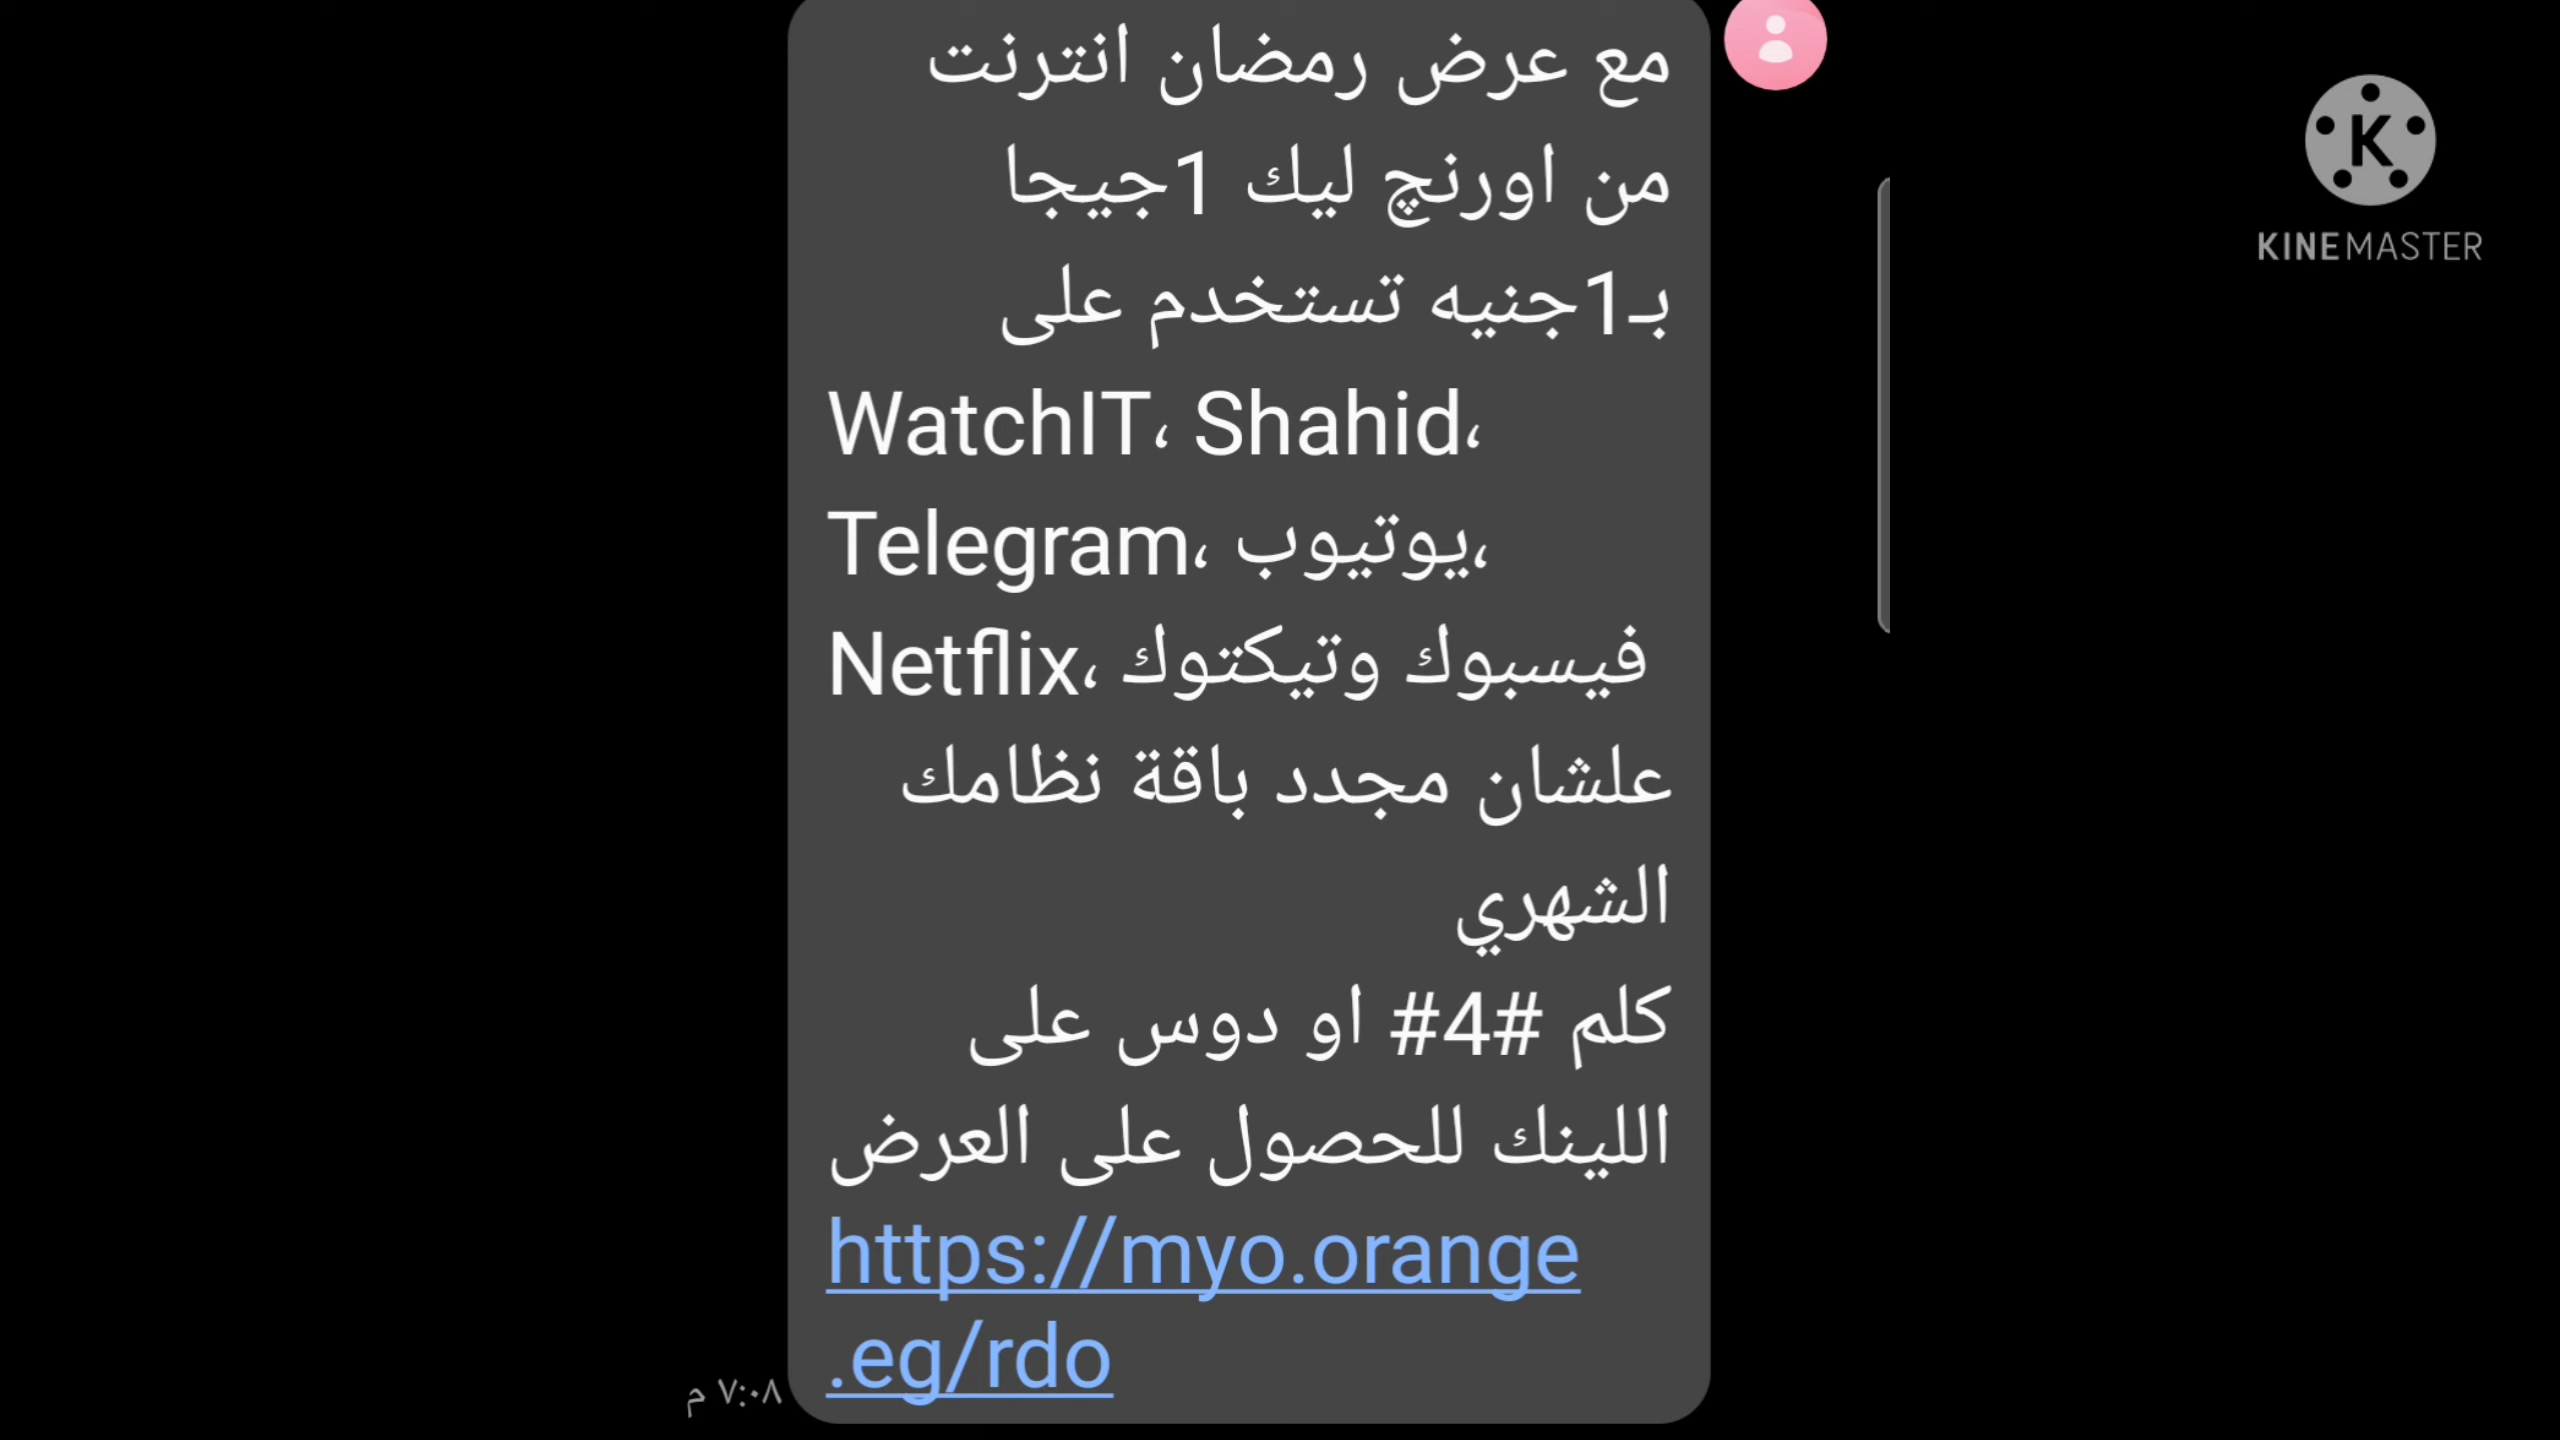 مع عرض رمضان انترنت
من اورنچ ليك 1جيجا
بـ1جنيه تستخدم على
WatchIT، Shahid،
Telegram، يوتيوب،
Netflix، فيسبوك وتيكتوك
علشان مجدد باقة نظامك
الشهري
كلم #4# او دوس على
اللينك للحصول على العرض
https://myo.orange
.eg/rdo
٧:٠٨ م
K
KINEMASTER